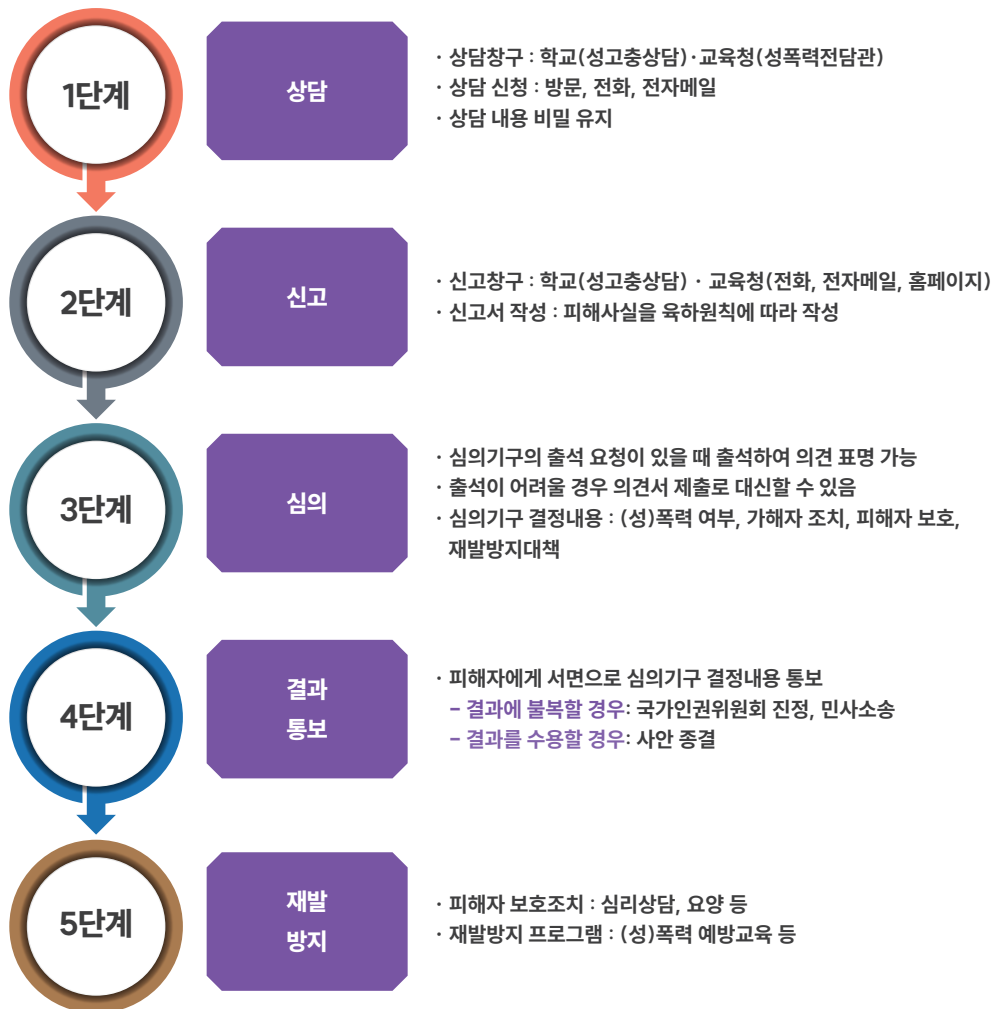 1단계
상담
· 상담창구 : 학교(성고충상담)·교육청(성폭력전담관)
· 상담 신청 : 방문, 전화, 전자메일
· 상담 내용 비밀 유지
2단계
신고
· 신고창구 : 학교(성고충상담) · 교육청(전화, 전자메일, 홈페이지)
· 신고서 작성 : 피해사실을 육하원칙에 따라 작성
3단계
심의
· 심의기구의 출석 요청이 있을 때 출석하여 의견 표명 가능
· 출석이 어려울 경우 의견서 제출로 대신할 수 있음
· 심의기구 결정내용 : (성)폭력 여부, 가해자 조치, 피해자 보호,
재발방지대책
4단계
결과
통보
· 피해자에게 서면으로 심의기구 결정내용 통보
- 결과에 불복할 경우: 국가인권위원회 진정, 민사소송
- 결과를 수용할 경우: 사안 종결
5단계
재발
방지
· 피해자 보호조치 : 심리상담, 요양 등
· 재발방지 프로그램 : (성)폭력 예방교육 등